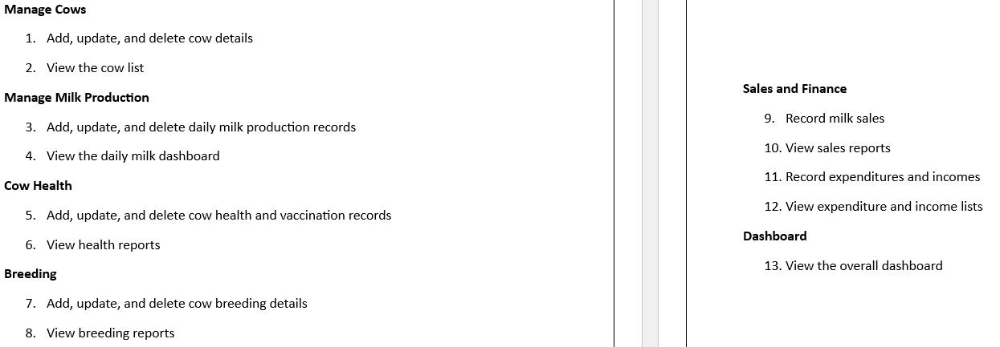 Manage Cows
1. Add, update, and delete cow details
2. View the cow list
Manage Milk Production
3. Add, update, and delete daily milk production records
4. View the daily milk dashboard
Cow Health
5. Add, update, and delete cow health and vaccination records
6. View health reports
Breeding
7. Add, update, and delete cow breeding details
8. View breeding reports
Sales and Finance
9. Record milk sales
10. View sales reports
11. Record expenditures and incomes
12. View expenditure and income lists
Dashboard
13. View the overall dashboard